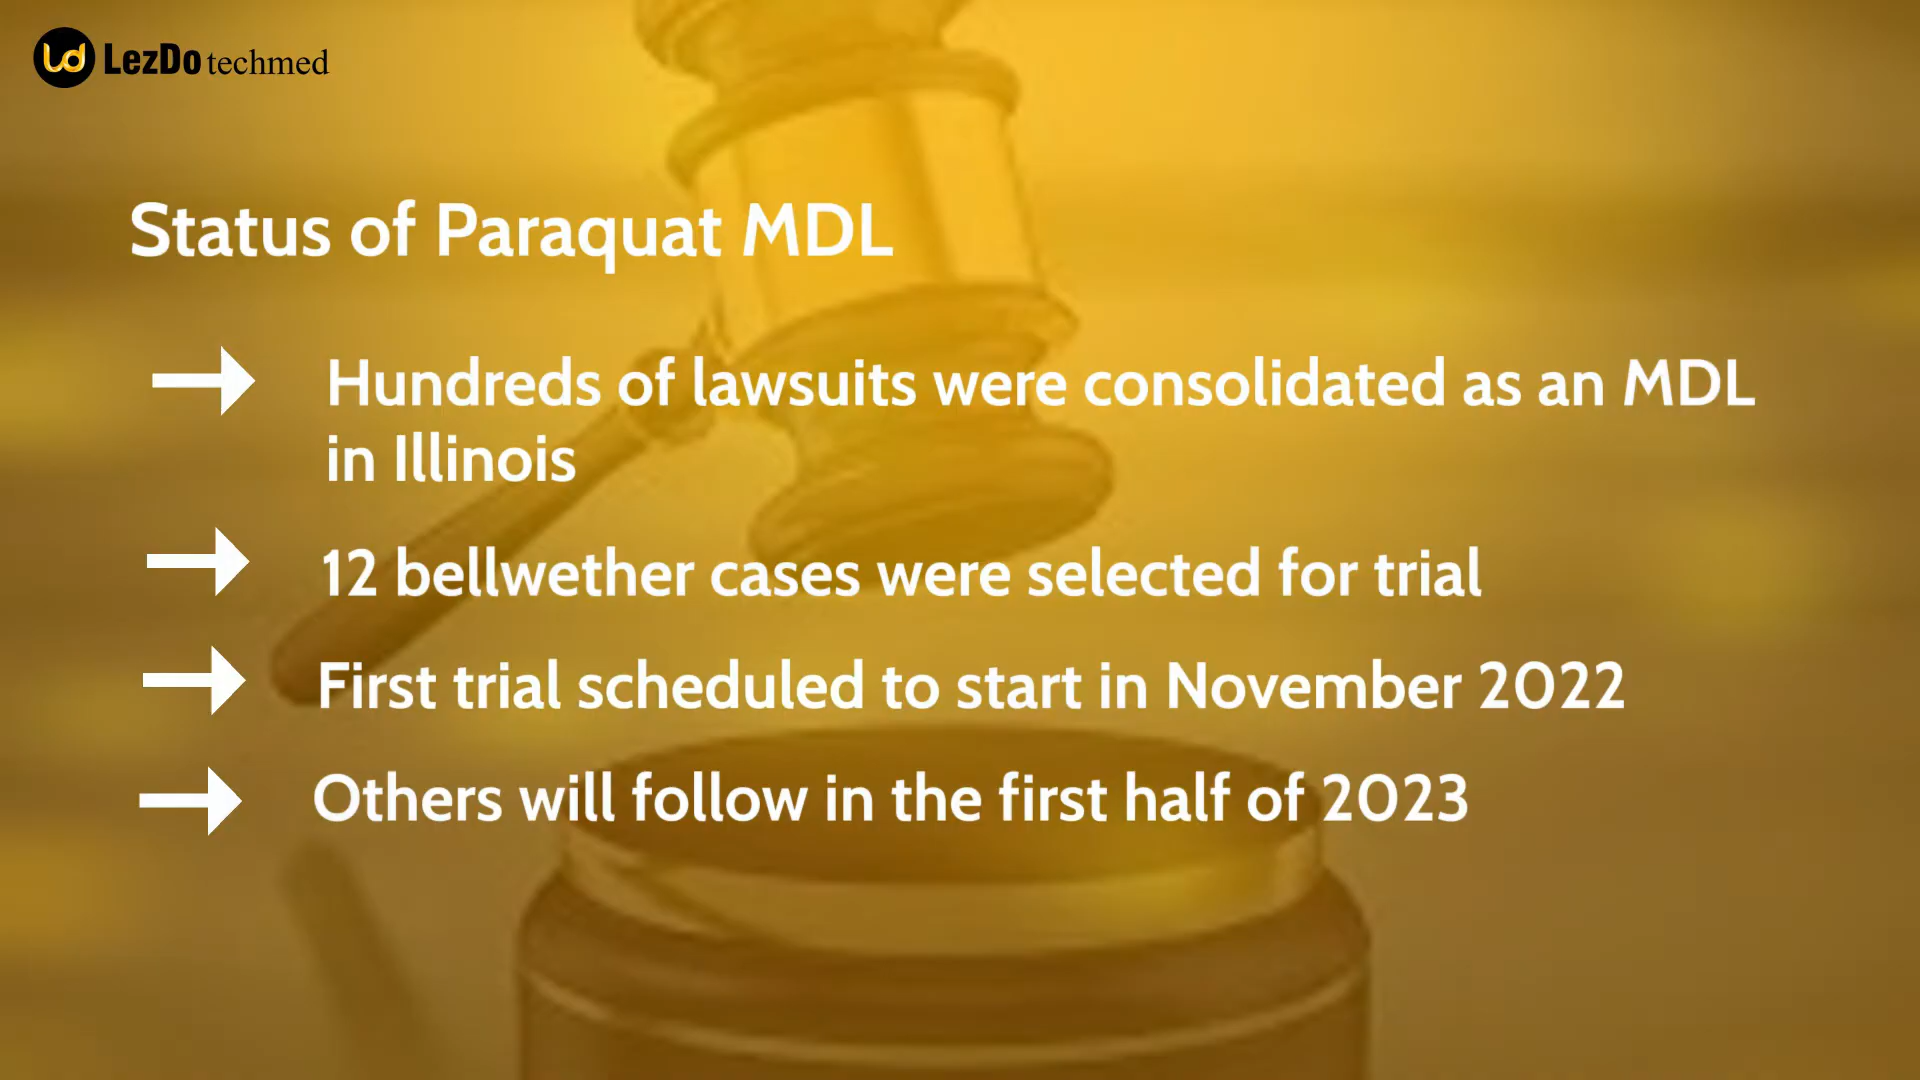 LezDo techmed
Status of Paraquat MDL
Hundreds of lawsuits were consolidated as an MDL
in Illinois
12 bellwether cases were selected for trial
First trial scheduled to start in November 2022
Others will follow in the first half of 2023